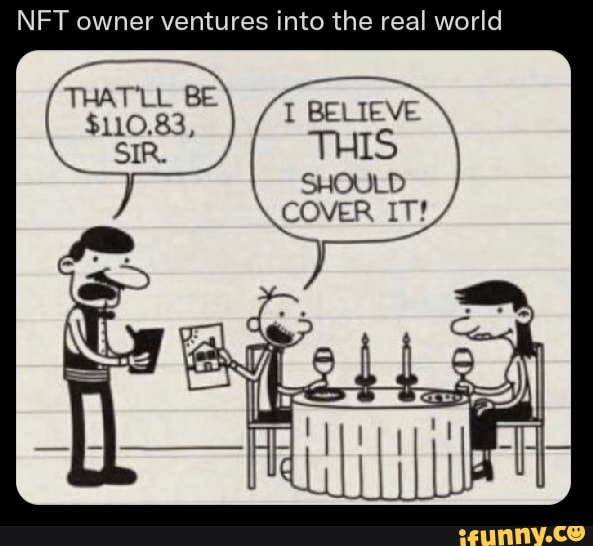 NFT owner ventures into the real world
THAT'LL BE
$110.83,
SIR.
I BELIEVE
THIS
SHOULD
COVER IT!
ifunny.co